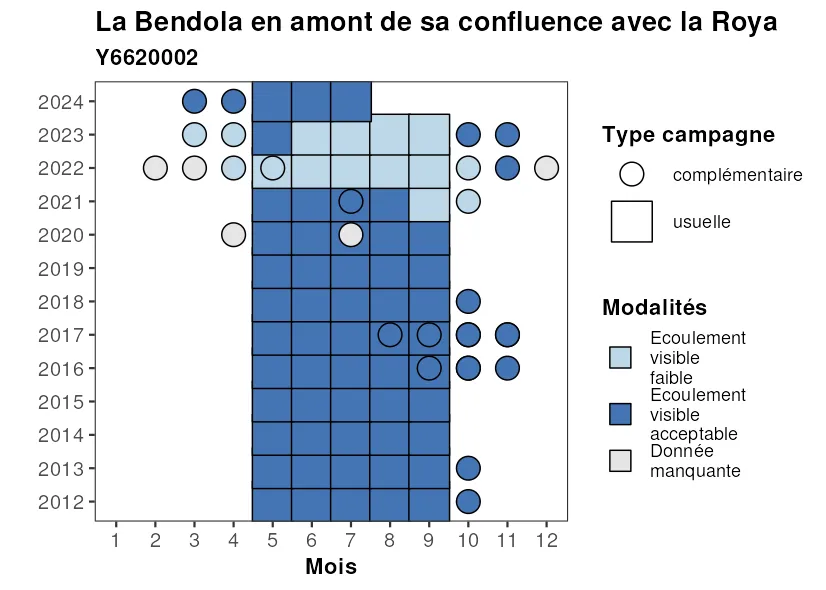 La Bendola en amont de sa confluence avec la Roya
Y6620002
2024
2023
2022
2021
2020
2019
2018
2017
2016
2015
2014
2013
2012
1 2 3 4 5 6 7 8 9 10 11 12
Mois
Type campagne
complémentaire
usuelle
Modalités
Ecoulement
visible
faible
Ecoulement
visible
acceptable
Donnée
manquante